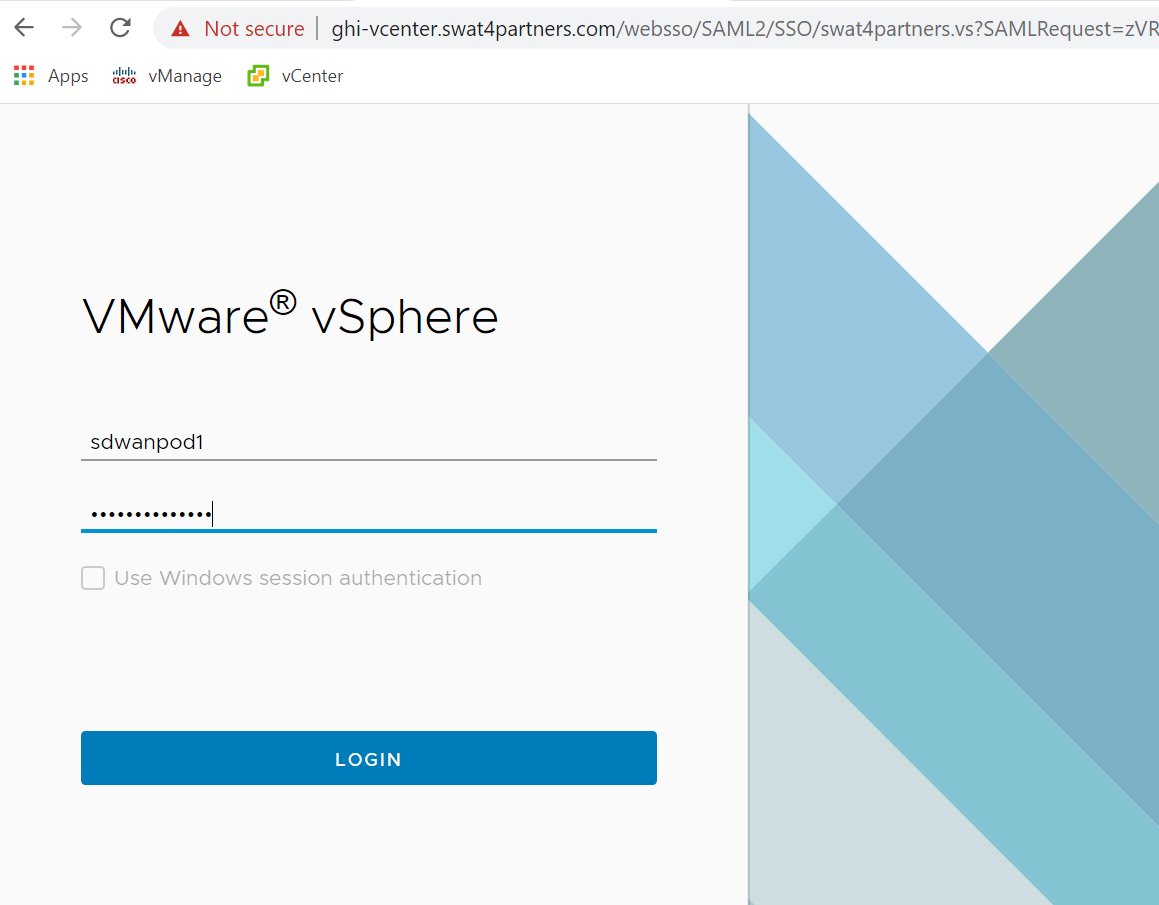 Not secure | ghi-vcenter.swat4partners.com/websso/SAML2/SSO/swat4partners.vs?SAMLRequest=zVR
Apps cisco vManage vCenter
VMware® vSphere
sdwanpod1
••••••••••••••
Use Windows session authentication
LOGIN